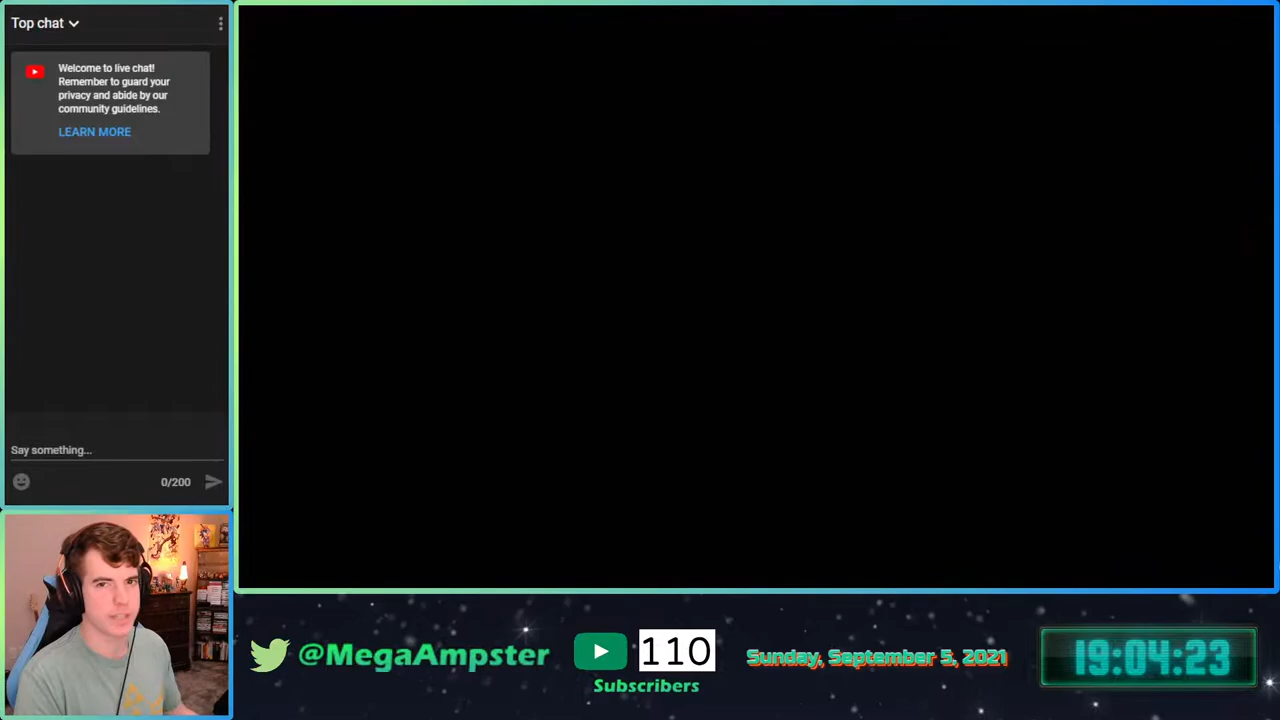 Top chat
Welcome to live chat!
Remember to guard your
privacy and abide by our
community guidelines.
LEARN MORE
Say something...
0/200
@MegaAmpster
110
Subscribers
Sunday, September 5, 2021
19:04:23